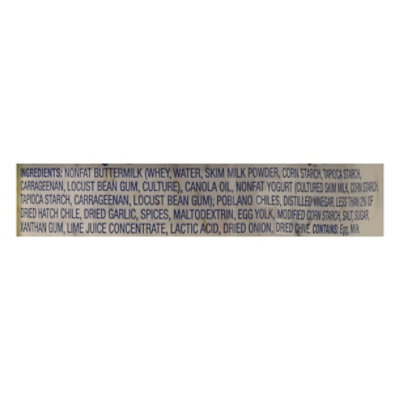 INGREDIENTS: NONFAT BUTTERMILK (WHEY, WATER, SKIM MILK POWDER, CORN STARCH, TAPIOCA STARCH,
CARRAGEENAN, LOCUST BEAN GUM, CULTURE), CANOLA OIL, NONFAT YOGURT (CULTURED SKIM MILK, CORN STARCH,
TAPIOCA STARCH, CARRAGEENAN, LOCUST BEAN GUM), POBLANO CHILES, DISTILLED VINEGAR, LESS THAN 2% OF
DRIED HATCH CHILE, DRIED GARLIC, SPICES, MALTODEXTRIN, EGG YOLK, MODIFIED CORN STARCH, SALT, SUGAR,
XANTHAN GUM, LIME JUICE CONCENTRATE, LACTIC ACID, DRIED ONION, DRIED CHIVE. CONTAINS: Egg, Milk.